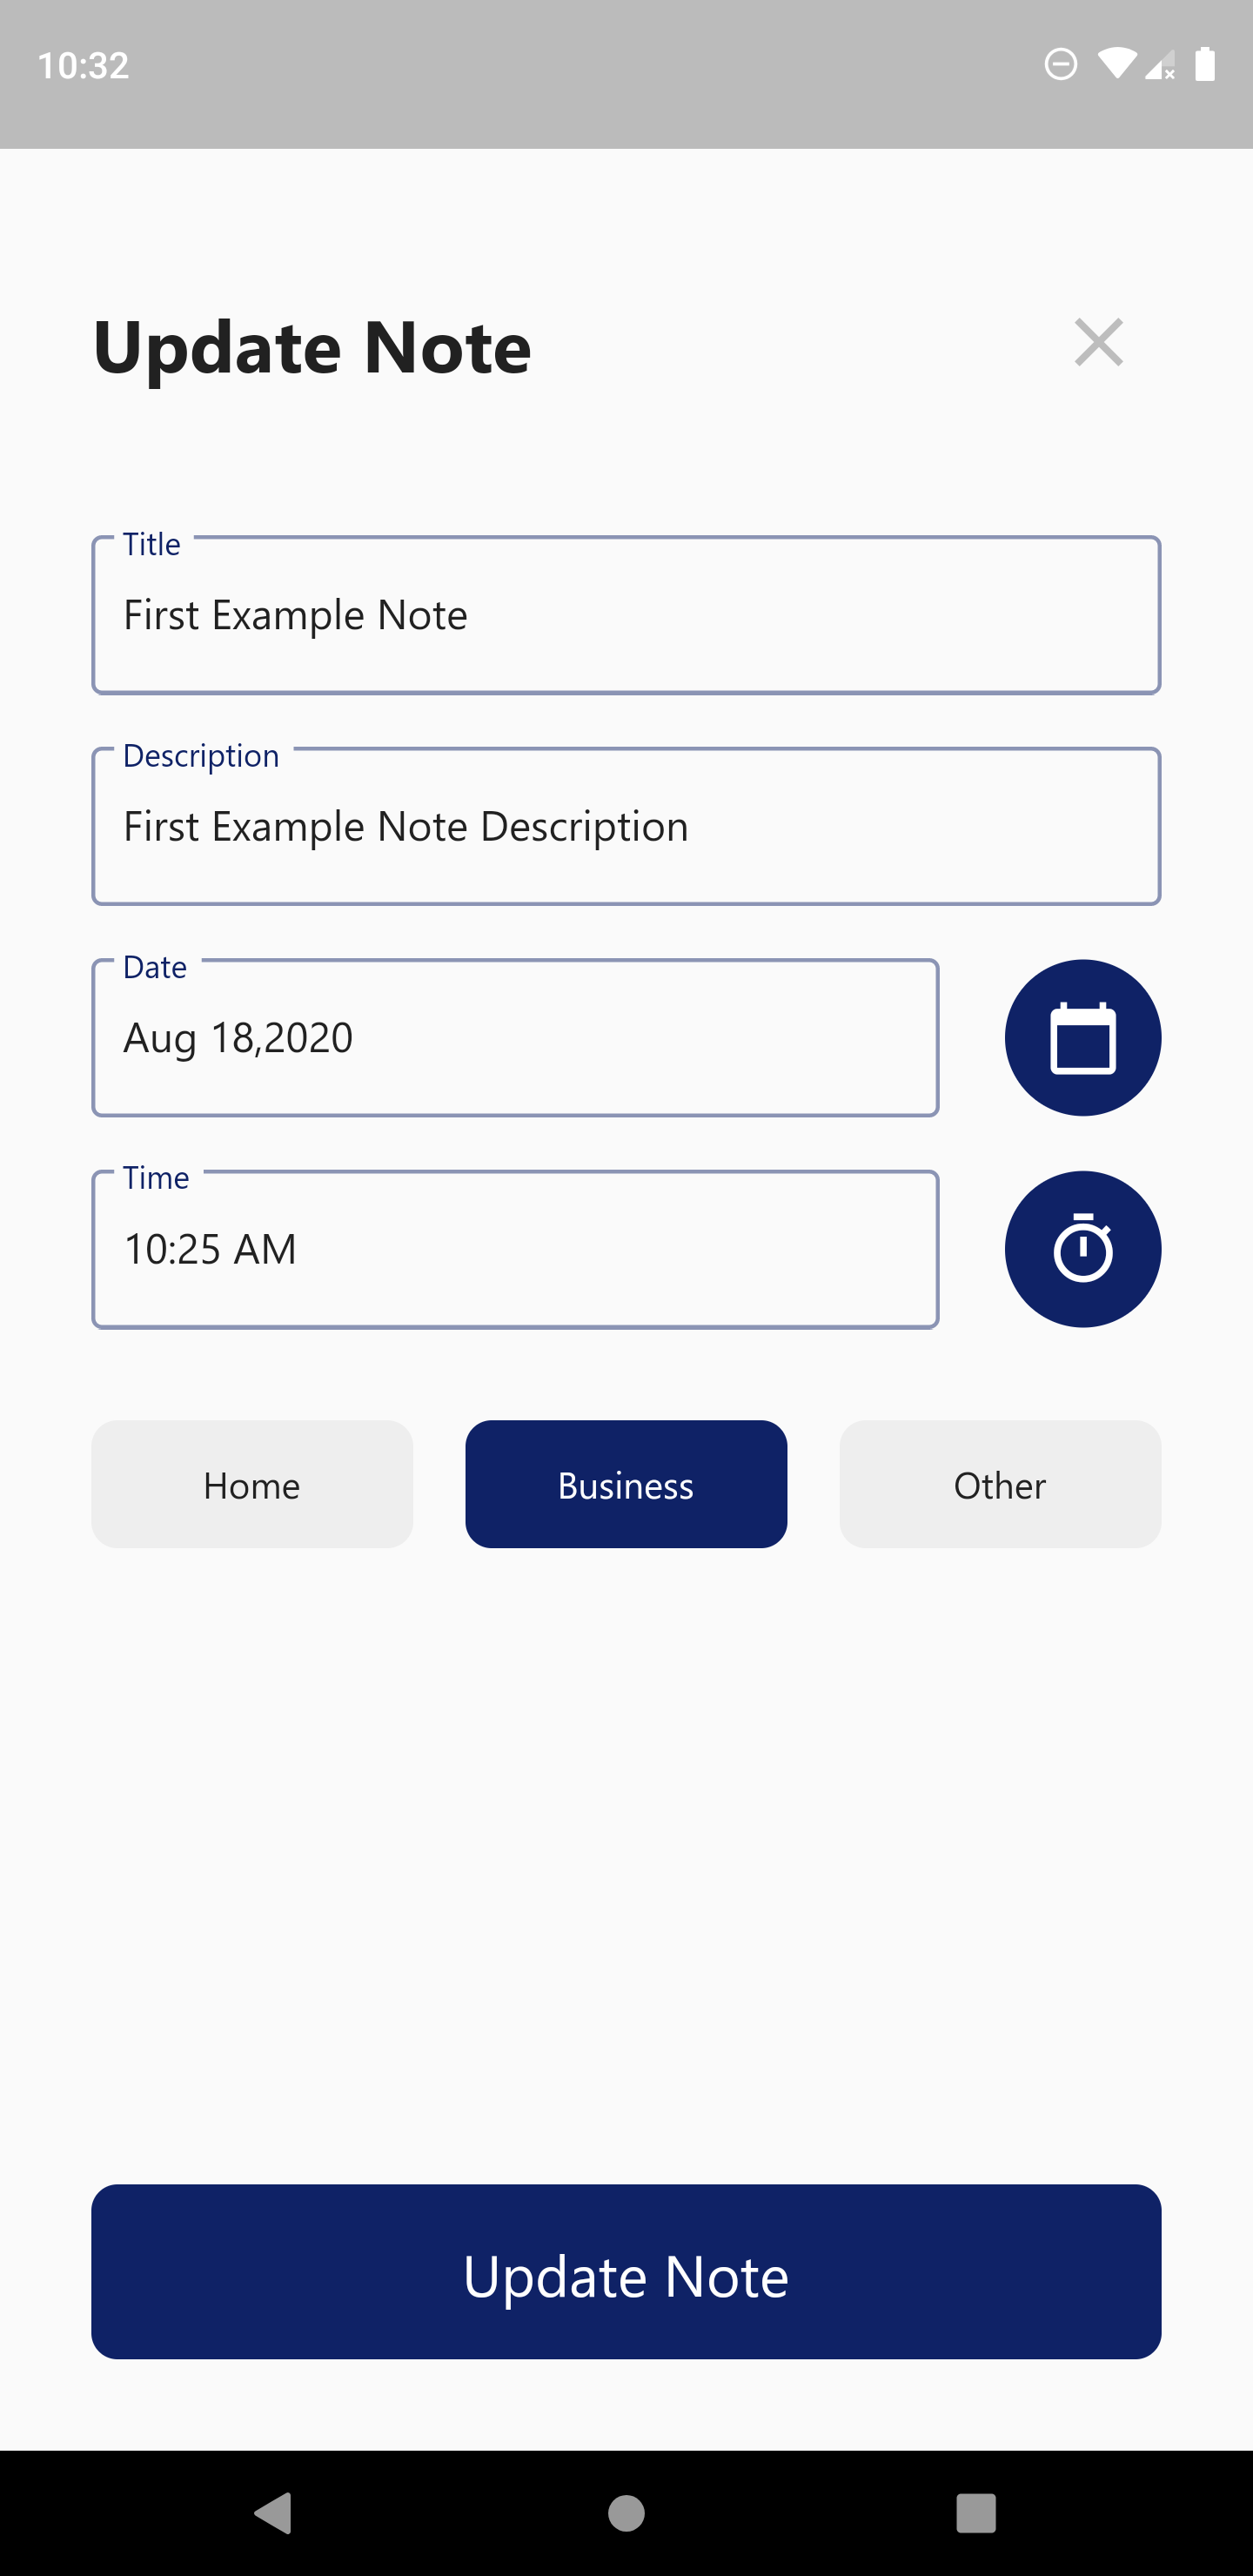 10:32
Update Note
Title
First Example Note
Description
First Example Note Description
Date
Aug 18,2020
Time
10:25 AM
Home Business Other
Update Note